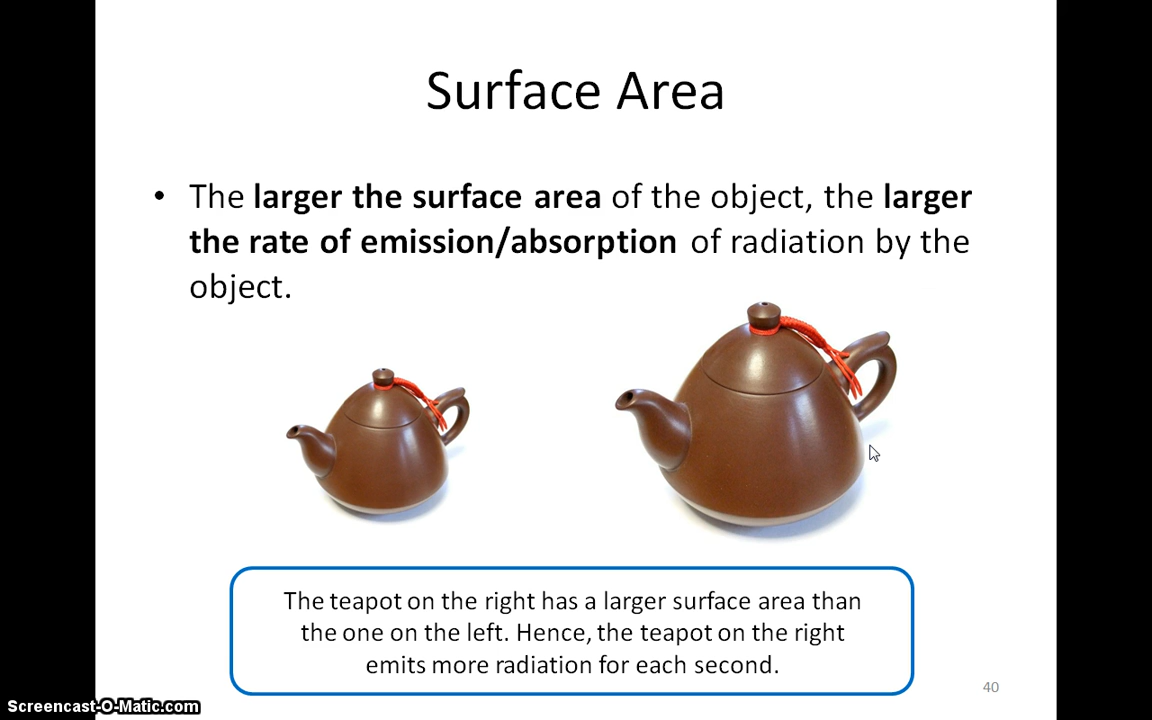 Surface Area
• The larger the surface area of the object, the larger
the rate of emission/absorption of radiation by the
object.
The teapot on the right has a larger surface area than
the one on the left. Hence, the teapot on the right
emits more radiation for each second.
40
Screencast-O-Matic.com